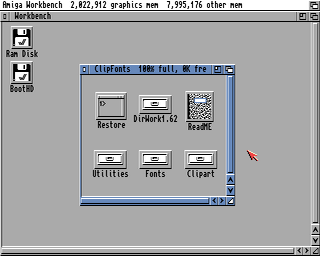 Amiga Workbench  2,022,912 graphics mem  7,995,176 other mem
Workbench
Ram Disk
BootHD
ClipFonts  100% full, 0K fre
Restore
DirWork1.62
ReadME
Utilities
Fonts
Clipart